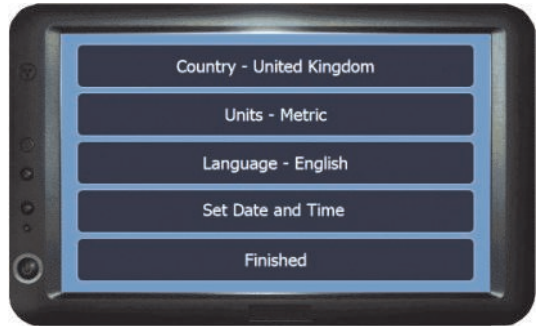 Country - United Kingdom
Units - Metric
Language - English
Set Date and Time
Finished